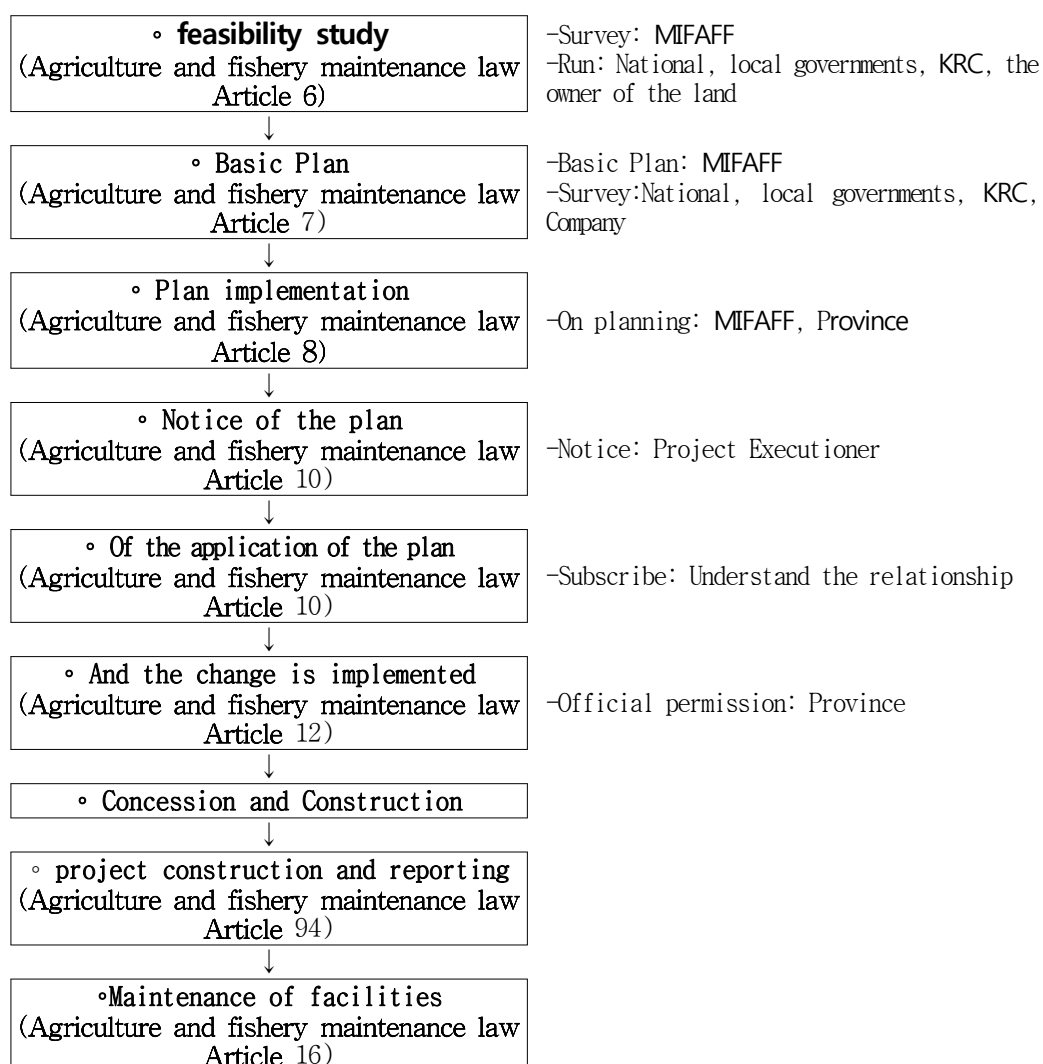 ◦ feasibility study
(Agriculture and fishery maintenance law
Article 6)
-Survey: MIFAFF
-Run: National, local governments, KRC, the
owner of the land
↓
◦ Basic Plan
(Agriculture and fishery maintenance law
Article 7)
-Basic Plan: MIFAFF
-Survey:National, local governments, KRC,
Company
↓
◦ Plan implementation
(Agriculture and fishery maintenance law
Article 8)
-On planning: MIFAFF, Province
↓
◦ Notice of the plan
(Agriculture and fishery maintenance law
Article 10)
-Notice: Project Executioner
↓
◦ Of the application of the plan
(Agriculture and fishery maintenance law
Article 10)
-Subscribe: Understand the relationship
↓
◦ And the change is implemented
(Agriculture and fishery maintenance law
Article 12)
-Official permission: Province
↓
◦ Concession and Construction
↓
◦ project construction and reporting
(Agriculture and fishery maintenance law
Article 94)
↓
◦Maintenance of facilities
(Agriculture and fishery maintenance law
Article 16)